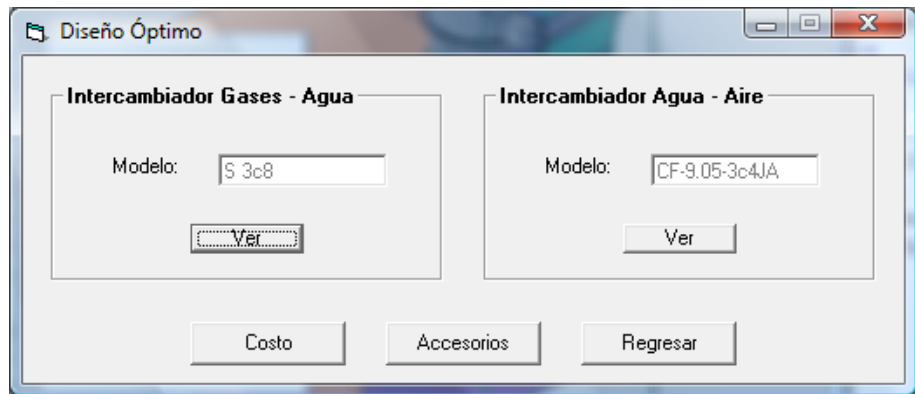 Diseño Óptimo
Intercambiador Gases - Agua
Modelo: S 3c8
Ver
Intercambiador Agua - Aire
Modelo: CF-9.05-3c4JA
Ver
Costo Accesorios Regresar